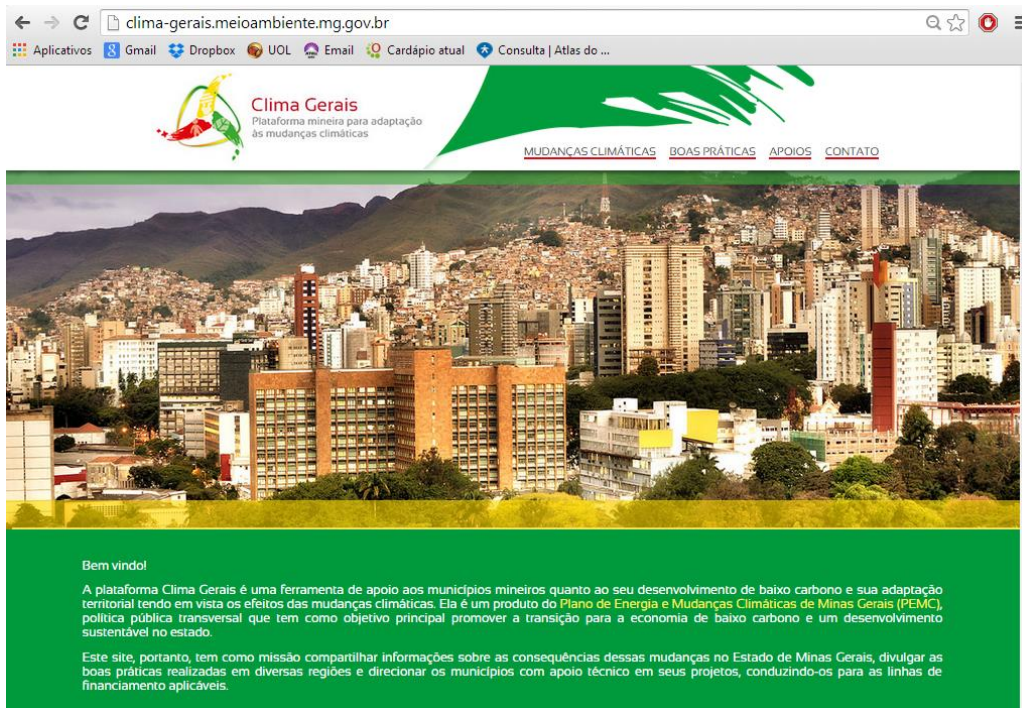 clima-gerais.meioambiente.mg.gov.br
Aplicativos Gmail Dropbox UOL Email Cardápio atual Consulta | Atlas do ...
Clima Gerais
Plataforma mineira para adaptação
às mudanças climáticas
MUDANÇAS CLIMÁTICAS BOAS PRÁTICAS APOIOS CONTATO
Bem vindo!
A plataforma Clima Gerais é uma ferramenta de apoio aos municípios mineiros quanto ao seu desenvolvimento de baixo carbono e sua adaptação
territorial tendo em vista os efeitos das mudanças climáticas. Ela é um produto do Plano de Energia e Mudanças Climáticas de Minas Gerais (PEMC),
política pública transversal que tem como objetivo principal promover a transição para a economia de baixo carbono e um desenvolvimento
sustentável no estado.
Este site, portanto, tem como missão compartilhar informações sobre as consequências dessas mudanças no Estado de Minas Gerais, divulgar as
boas práticas realizadas em diversas regiões e direcionar os municípios com apoio técnico em seus projetos, conduzindo-os para as linhas de
financiamento aplicáveis.